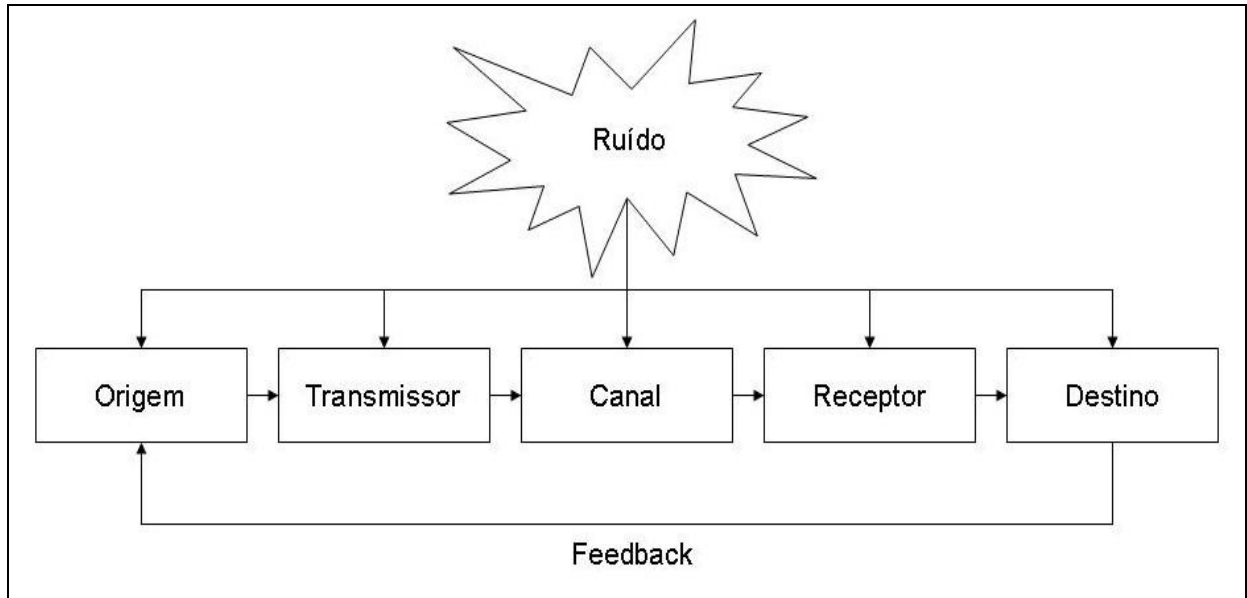 Ruído
Origem
Transmissor
Canal
Receptor
Destino
Feedback